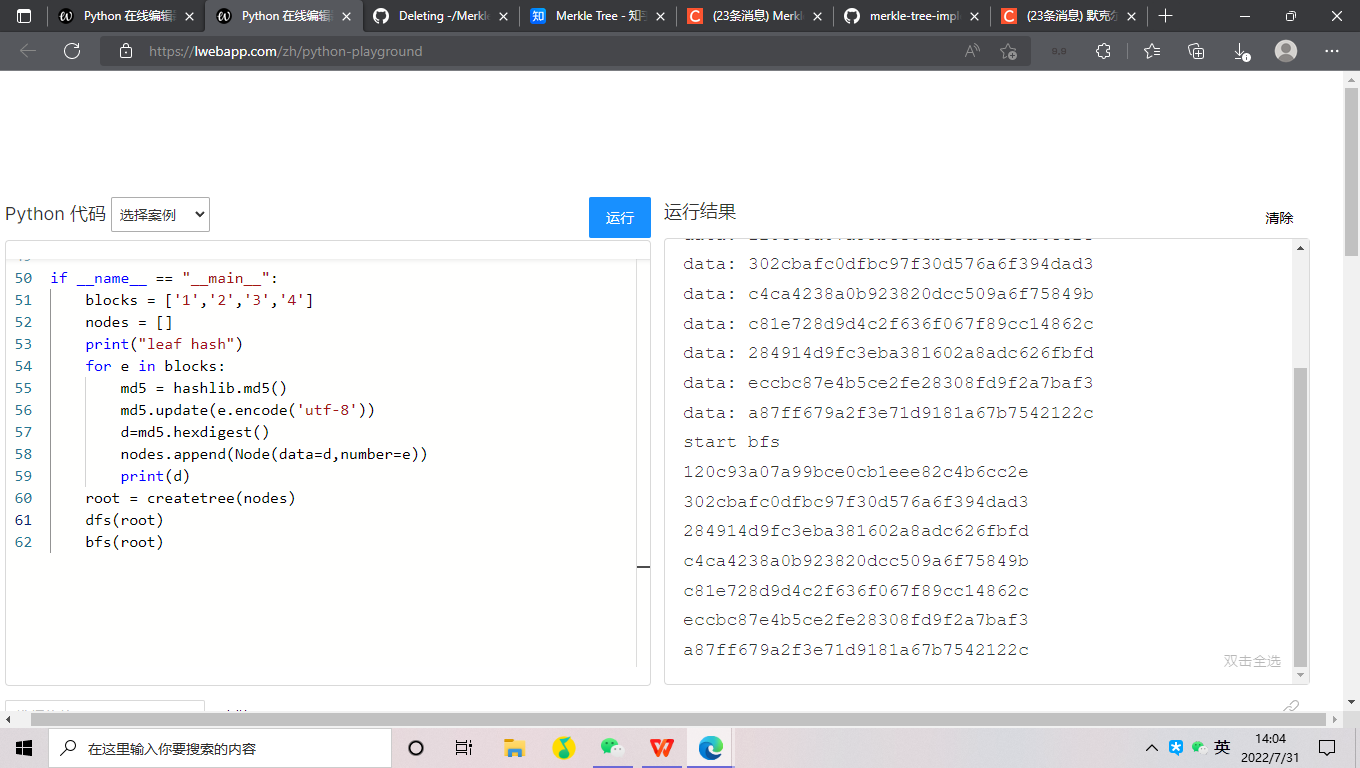 Python 在线编辑
Python 在线编辑
Deleting -/Merkl
Merkle Tree - 知
(23条消息) Merk
merkle-tree-impl
(23条消息) 默克尔
https://lwebapp.com/zh/python-playground
Python 代码
选择案例
运行
运行结果
清除
50 if __name__ == "__main__":
51 blocks = ['1','2','3','4']
52 nodes = []
53 print("leaf hash")
54 for e in blocks:
55 md5 = hashlib.md5()
56 md5.update(e.encode('utf-8'))
57 d=md5.hexdigest()
58 nodes.append(Node(data=d,number=e))
59 print(d)
60 root = createtree(nodes)
61 dfs(root)
62 bfs(root)
data: 302cbafc0dfbc97f30d576a6f394dad3
data: c4ca4238a0b923820dcc509a6f75849b
data: c81e728d9d4c2f636f067f89cc14862c
data: 284914d9fc3eba381602a8adc626fbfd
data: eccbc87e4b5ce2fe28308fd9f2a7baf3
data: a87ff679a2f3e71d9181a67b7542122c
start bfs
120c93a07a99bce0cb1eee82c4b6cc2e
302cbafc0dfbc97f30d576a6f394dad3
284914d9fc3eba381602a8adc626fbfd
c4ca4238a0b923820dcc509a6f75849b
c81e728d9d4c2f636f067f89cc14862c
eccbc87e4b5ce2fe28308fd9f2a7baf3
a87ff679a2f3e71d9181a67b7542122c
双击全选
在这里输入你要搜索的内容
英
14:04
2022/7/31